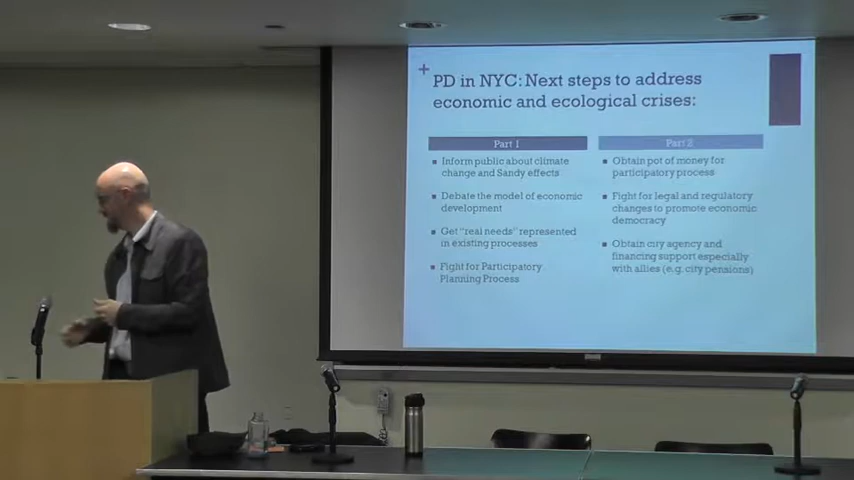 +
PD in NYC: Next steps to address
economic and ecological crises:
Part 1
▪ Inform public about climate
change and Sandy effects
▪ Debate the model of economic
development
▪ Get "real needs" represented
in existing processes
▪ Fight for Participatory
Planning Process
Part 2
▪ Obtain pot of money for
participatory process
▪ Fight for legal and regulatory
changes to promote economic
democracy
▪ Obtain city agency and
financing support especially
with allies (e.g. city pensions)